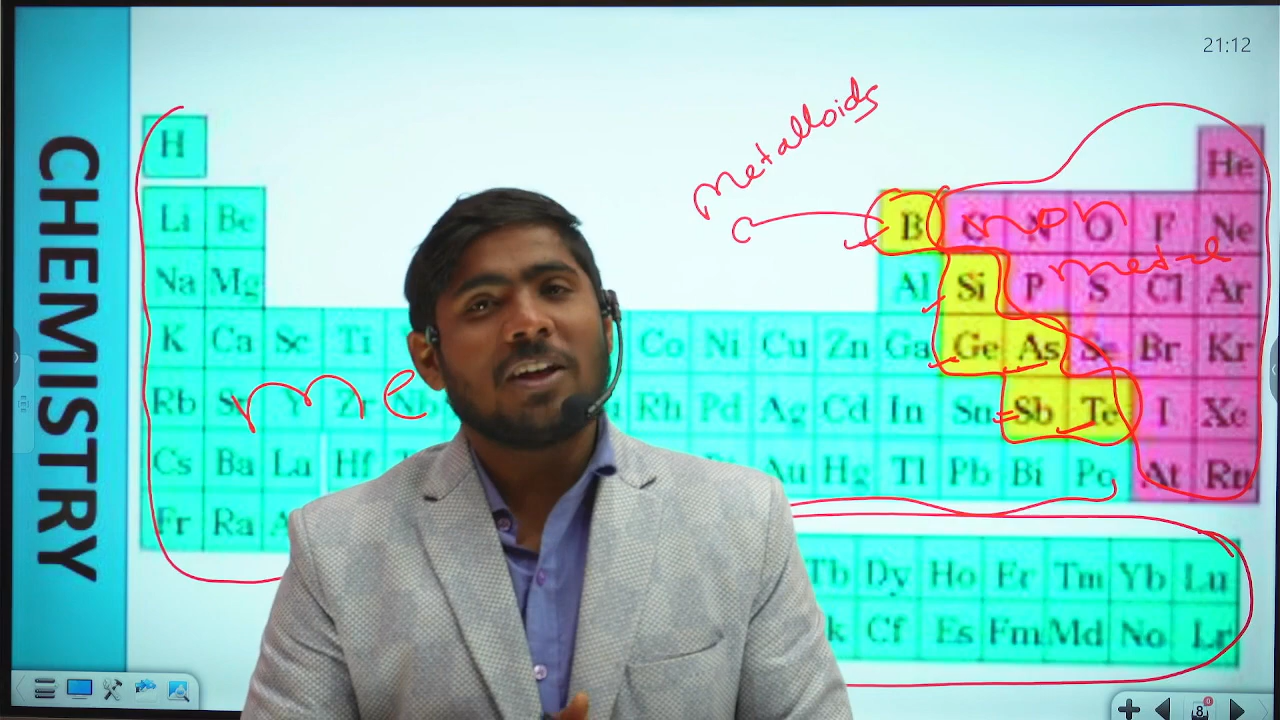 21:12
CHEMISTRY
metalloids
H He
Li Be B N O F Ne
non
Na Mg Al Si P S Cl Ar
K Ca Sc Ti Co Ni Cu Zn Ga Ge As Se Br Kr
me
Rb Sr Y Zr Nb Rh Pd Ag Cd In Sn Sb Te I Xe
Cs Ba La Hf Au Hg Tl Pb Bi Po At Rn
Fr Ra
Tb Dy Ho Er Tm Yb Lu
k Cf Es Fm Md No Lr
8